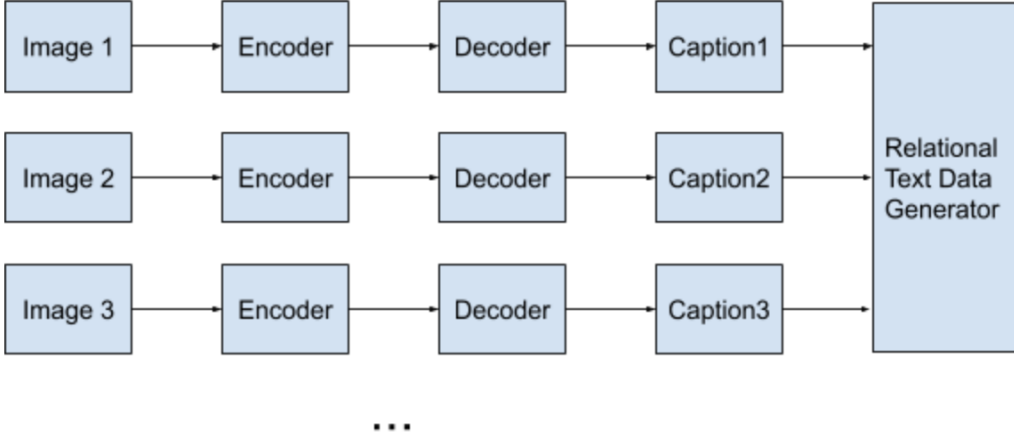 Image 1
Encoder
Decoder
Caption1
Image 2
Encoder
Decoder
Caption2
Image 3
Encoder
Decoder
Caption3
Relational
Text Data
Generator
...